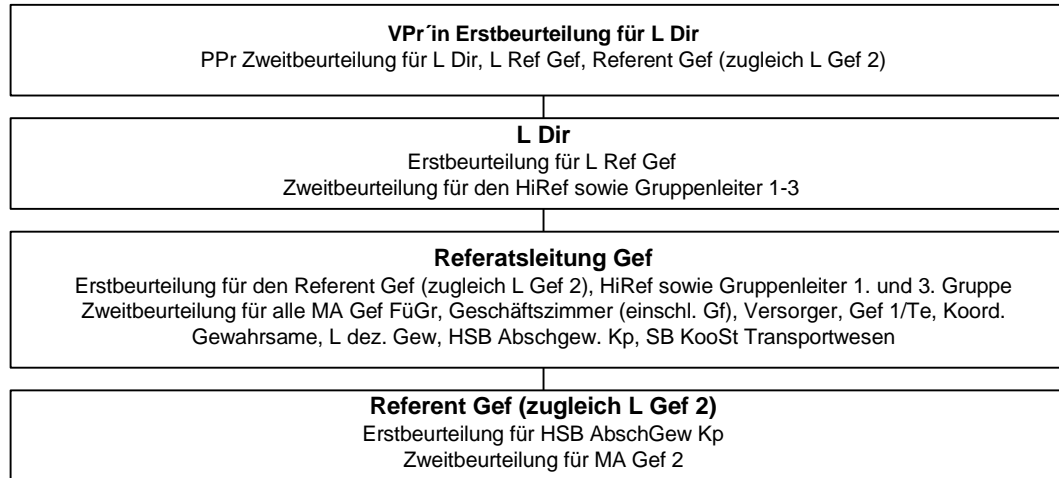 VPr´in Erstbeurteilung für L Dir
PPr Zweitbeurteilung für L Dir, L Ref Gef, Referent Gef (zugleich L Gef 2)
L Dir
Erstbeurteilung für L Ref Gef
Zweitbeurteilung für den HiRef sowie Gruppenleiter 1-3
Referatsleitung Gef
Erstbeurteilung für den Referent Gef (zugleich L Gef 2), HiRef sowie Gruppenleiter 1. und 3. Gruppe
Zweitbeurteilung für alle MA Gef FüGr, Geschäftszimmer (einschl. Gf), Versorger, Gef 1/Te, Koord.
Gewahrsame, L dez. Gew, HSB Abschgew. Kp, SB KooSt Transportwesen
Referent Gef (zugleich L Gef 2)
Erstbeurteilung für HSB AbschGew Kp
Zweitbeurteilung für MA Gef 2